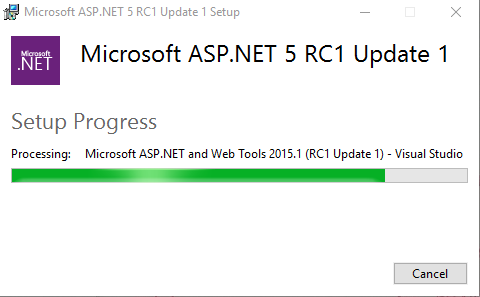 Microsoft ASP.NET 5 RC1 Update 1 Setup
Microsoft
.NET
Microsoft ASP.NET 5 RC1 Update 1
Setup Progress
Processing: Microsoft ASP.NET and Web Tools 2015.1 (RC1 Update 1) - Visual Studio
Cancel